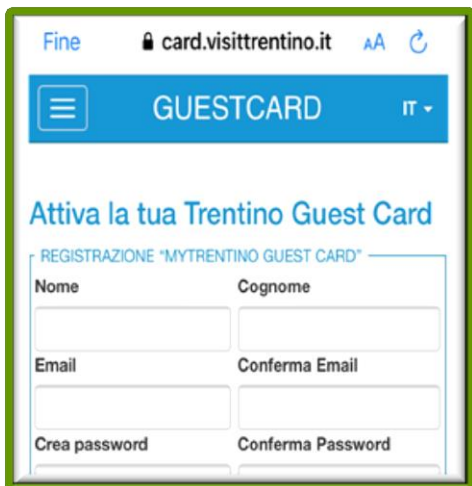 Fine card.visittrentino.it AA
GUESTCARD IT
Attiva la tua Trentino Guest Card
REGISTRAZIONE "MYTRENTINO GUEST CARD"
Nome Cognome
Email Conferma Email
Crea password Conferma Password